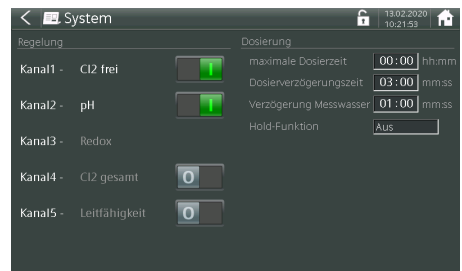 System
13.02.2020
10:21:53
Regelung
Kanal1 - Cl2 frei I
Kanal2 - pH I
Kanal3 - Redox
Kanal4 - Cl2 gesamt O
Kanal5 - Leitfähigkeit O
Dosierung
maximale Dosierzeit 00:00 hh:mm
Dosierverzögerungszeit 03:00 mm:ss
Verzögerung Messwasser 01:00 mm:ss
Hold-Funktion Aus